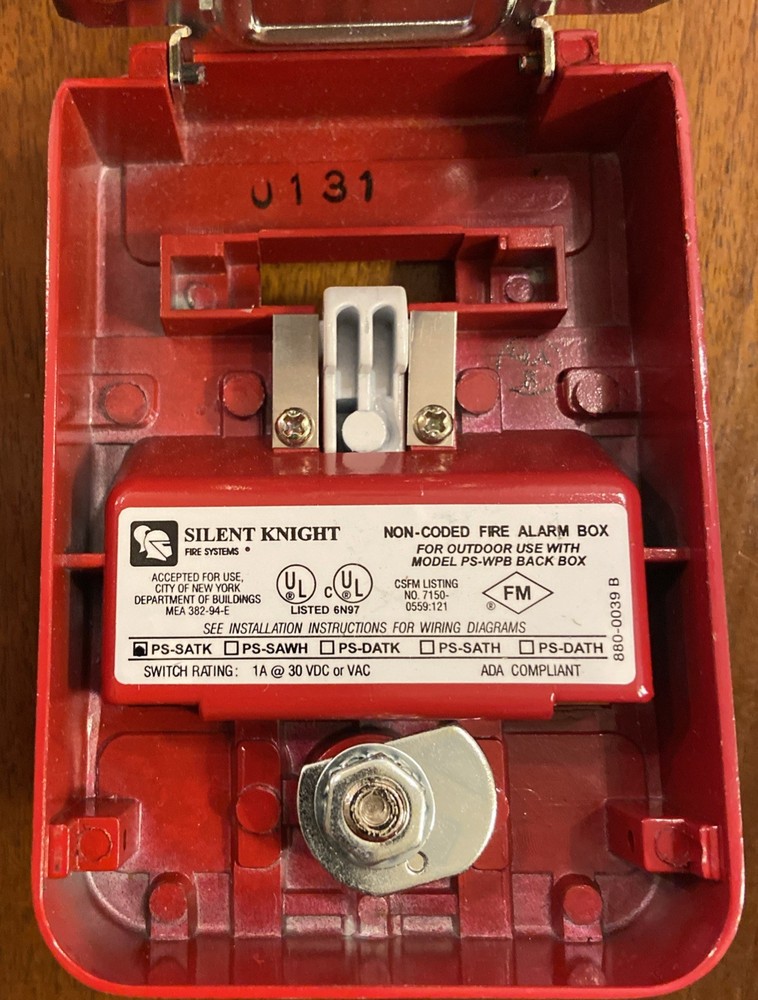 0131
SILENT KNIGHT
FIRE SYSTEMS ®
NON-CODED FIRE ALARM BOX
FOR OUTDOOR USE WITH
MODEL PS-WPB BACK BOX
ACCEPTED FOR USE,
CITY OF NEW YORK
DEPARTMENT OF BUILDINGS
MEA 382-94-E
UL c UL
LISTED 6N97
CSFM LISTING
NO. 7150-
0559:121
FM
®
880-0039 B
SEE INSTALLATION INSTRUCTIONS FOR WIRING DIAGRAMS
PS-SATK PS-SAWH PS-DATK PS-SATH PS-DATH
SWITCH RATING: 1A @ 30 VDC or VAC ADA COMPLIANT